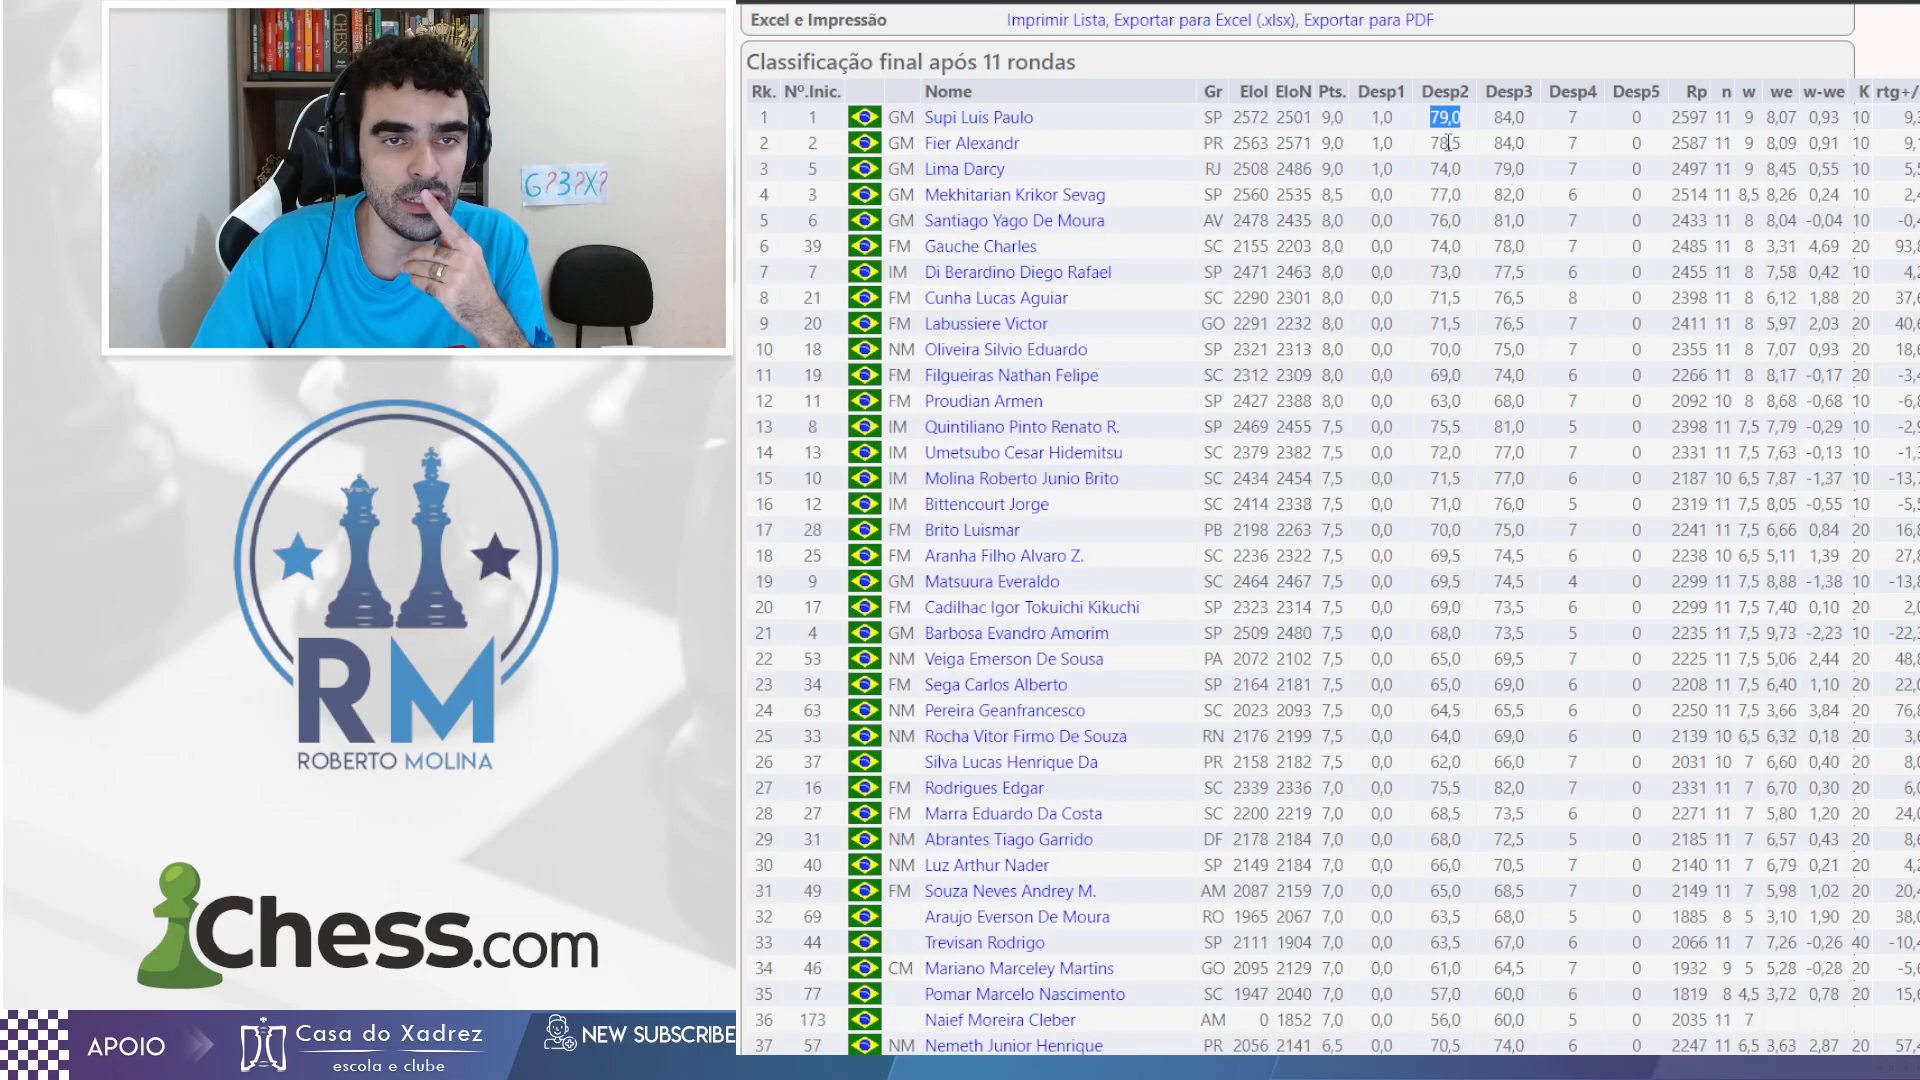 CHESS
G?3?X?
RM
ROBERTO MOLINA
Chess.com
APOIO
Casa do Xadrez
escola e clube
NEW SUBSCRIBE
Excel e Impressão Imprimir Lista, Exportar para Excel (.xlsx), Exportar para PDF
Classificação final após 11 rondas
Rk. Nº.Inic. Nome Gr EloI EloN Pts. Desp1 Desp2 Desp3 Desp4 Desp5 Rp n w we w-we K rtg+/
1 1 GM Supi Luis Paulo SP 2572 2501 9,0 1,0 79,0 84,0 7 0 2597 11 9 8,07 0,93 10 9,3
2 2 GM Fier Alexandr PR 2563 2571 9,0 1,0 78,5 84,0 7 0 2587 11 9 8,09 0,91 10 9,
3 5 GM Lima Darcy RJ 2508 2486 9,0 1,0 74,0 79,0 7 0 2497 11 9 8,45 0,55 10 5,
4 3 GM Mekhitarian Krikor Sevag SP 2560 2535 8,5 0,0 77,0 82,0 6 0 2514 11 8,5 8,26 0,24 10 2,
5 6 GM Santiago Yago De Moura AV 2478 2435 8,0 0,0 76,0 81,0 7 0 2433 11 8 8,04 -0,04 10 -0,
6 39 FM Gauche Charles SC 2155 2203 8,0 0,0 74,0 78,0 7 0 2485 11 8 3,31 4,69 20 93,
7 7 IM Di Berardino Diego Rafael SP 2471 2463 8,0 0,0 73,0 77,5 6 0 2455 11 8 7,58 0,42 10 4,
8 21 FM Cunha Lucas Aguiar SC 2290 2301 8,0 0,0 71,5 76,5 8 0 2398 11 8 6,12 1,88 20 37,
9 20 FM Labussiere Victor GO 2291 2232 8,0 0,0 71,5 76,5 7 0 2411 11 8 5,97 2,03 20 40,
10 18 NM Oliveira Silvio Eduardo SP 2321 2313 8,0 0,0 70,0 75,0 7 0 2355 11 8 7,07 0,93 20 18,
11 19 FM Filgueiras Nathan Felipe SC 2312 2309 8,0 0,0 69,0 74,0 6 0 2266 11 8 8,17 -0,17 20 -3,
12 11 FM Proudian Armen SP 2427 2388 8,0 0,0 63,0 68,0 7 0 2092 10 8 8,68 -0,68 10 -6,
13 8 IM Quintiliano Pinto Renato R. SP 2469 2455 7,5 0,0 75,5 81,0 5 0 2398 11 7,5 7,79 -0,29 10 -2,
14 13 IM Umetsubo Cesar Hidemitsu SC 2379 2382 7,5 0,0 72,0 77,0 7 0 2331 11 7,5 7,63 -0,13 10 -1,
15 10 IM Molina Roberto Junio Brito SC 2434 2454 7,5 0,0 71,5 77,0 6 0 2187 10 6,5 7,87 -1,37 10 -13,
16 12 IM Bittencourt Jorge SC 2414 2338 7,5 0,0 71,0 76,0 5 0 2319 11 7,5 8,05 -0,55 10 -5,
17 28 FM Brito Luismar PB 2198 2263 7,5 0,0 70,0 75,0 7 0 2241 11 7,5 6,66 0,84 20 16,
18 25 FM Aranha Filho Alvaro Z. SC 2236 2322 7,5 0,0 69,5 74,5 6 0 2238 10 6,5 5,11 1,39 20 27,
19 9 GM Matsuura Everaldo SC 2464 2467 7,5 0,0 69,5 74,5 4 0 2299 11 7,5 8,88 -1,38 10 -13,
20 17 FM Cadilhac Igor Tokuichi Kikuchi SP 2323 2314 7,5 0,0 69,0 73,5 6 0 2299 11 7,5 7,40 0,10 20 2,
21 4 GM Barbosa Evandro Amorim SP 2509 2480 7,5 0,0 68,0 73,5 5 0 2235 11 7,5 9,73 -2,23 10 -22,
22 53 NM Veiga Emerson De Sousa PA 2072 2102 7,5 0,0 65,0 69,5 7 0 2225 11 7,5 5,06 2,44 20 48,
23 34 FM Sega Carlos Alberto SP 2164 2181 7,5 0,0 65,0 69,0 6 0 2208 11 7,5 6,40 1,10 20 22,
24 63 NM Pereira Geanfrancesco SC 2023 2093 7,5 0,0 64,5 65,5 7 0 2250 11 7,5 3,66 3,84 20 76,
25 33 NM Rocha Vitor Firmo De Souza RN 2176 2199 7,5 0,0 64,0 69,0 6 0 2139 10 6,5 6,32 0,18 20 3,
26 37 Silva Lucas Henrique Da PR 2158 2182 7,5 0,0 62,0 66,0 7 0 2031 10 7 6,60 0,40 20 8,
27 16 FM Rodrigues Edgar SC 2339 2336 7,0 0,0 75,5 82,0 7 0 2331 11 7 6,70 0,30 20 6,
28 27 FM Marra Eduardo Da Costa SC 2200 2219 7,0 0,0 68,5 73,5 6 0 2271 11 7 5,80 1,20 20 24,
29 31 NM Abrantes Tiago Garrido DF 2178 2184 7,0 0,0 68,0 72,5 5 0 2185 11 7 6,57 0,43 20 8,
30 40 NM Luz Arthur Nader SP 2149 2184 7,0 0,0 66,0 70,5 7 0 2140 11 7 6,79 0,21 20 4,
31 49 FM Souza Neves Andrey M. AM 2087 2159 7,0 0,0 65,0 68,5 7 0 2149 11 7 5,98 1,02 20 20,
32 69 Araujo Everson De Moura RO 1965 2067 7,0 0,0 63,5 68,0 5 0 1885 8 5 3,10 1,90 20 38,
33 44 Trevisan Rodrigo SP 2111 1904 7,0 0,0 63,5 67,0 6 0 2066 11 7 7,26 -0,26 40 -10,
34 46 CM Mariano Marceley Martins GO 2095 2129 7,0 0,0 61,0 64,5 7 0 1932 9 5 5,28 -0,28 20 -5,
35 77 Pomar Marcelo Nascimento SC 1947 2040 7,0 0,0 57,0 60,0 6 0 1819 8 4,5 3,72 0,78 20 15,
36 173 Naief Moreira Cleber AM 0 1852 7,0 0,0 56,0 60,0 5 0 2035 11 7
37 57 NM Nemeth Junior Henrique PR 2056 2141 6,5 0,0 70,5 74,0 6 0 2247 11 6,5 3,63 2,87 20 57,